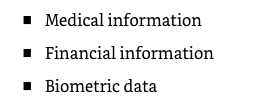 ▪ Medical information
▪ Financial information
▪ Biometric data